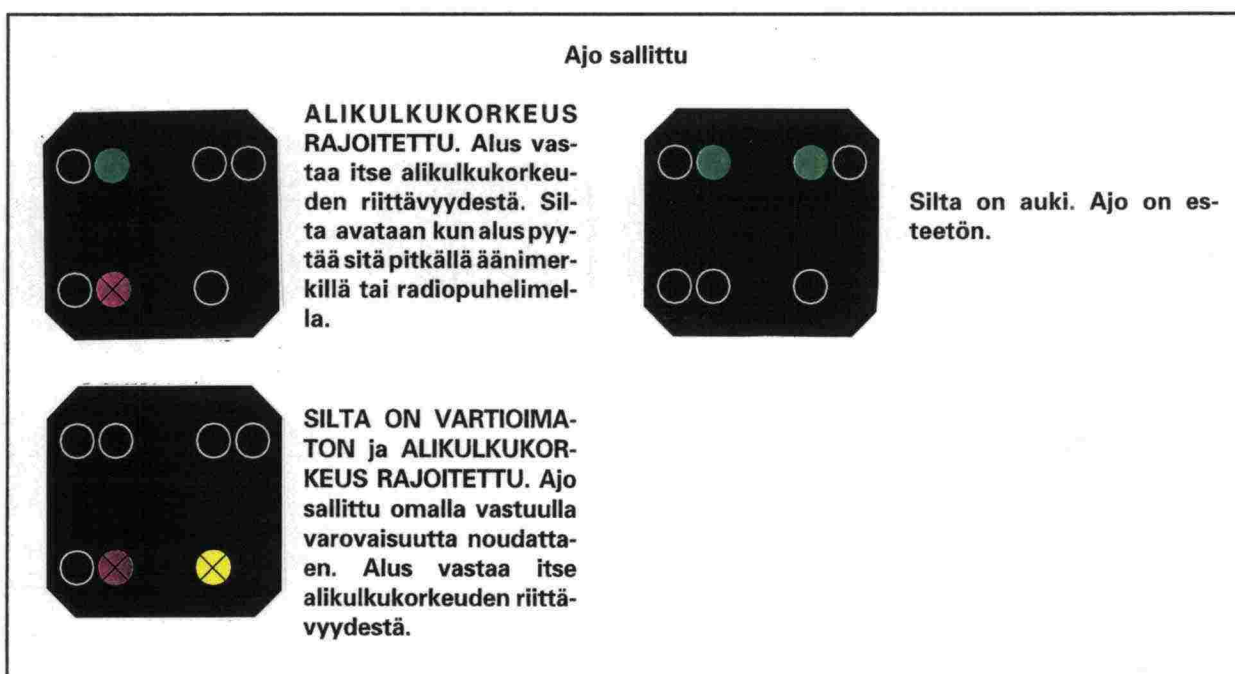 Ajo sallittu
ALIKULKUKORKEUS
RAJOITETTU. Alus vas-
taa itse alikulkukorkeu-
den riittävyydestä. Sil-
ta avataan kun alus pyy-
tää sitä pitkällä äänimer-
killä tai radiopuhelimel-
la.
Silta on auki. Ajo on es-
teetön.
SILTA ON VARTIOIMA-
TON ja ALIKULKUKOR-
KEUS RAJOITETTU. Ajo
sallittu omalla vastuulla
varovaisuutta noudatta-
en. Alus vastaa itse
alikulkukorkeuden riittä-
vyydestä.